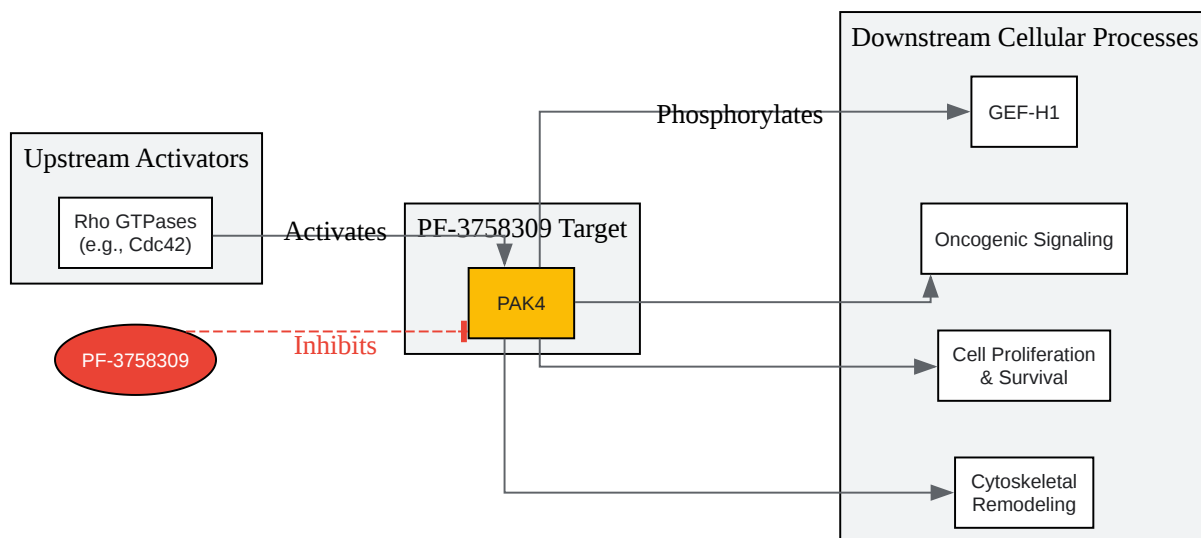 Downstream Cellular Processes
Phosphorylates
GEF-H1
Upstream Activators
Rho GTPases
(e.g., Cdc42)
Activates
PF-3758309 Target
PAK4
Oncogenic Signaling
PF-3758309
Inhibits
Cell Proliferation
& Survival
Cytoskeletal
Remodeling